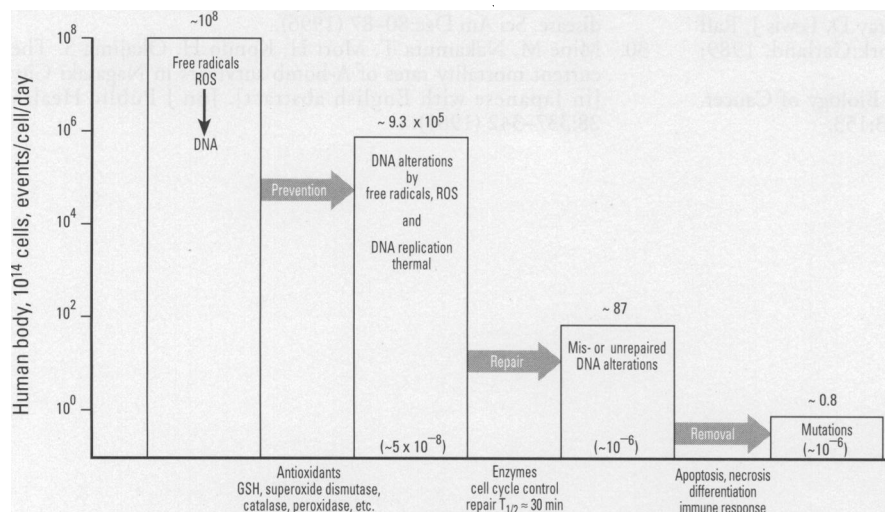 ~10⁸
10⁸
Free radicals
ROS
DNA
10⁶
~ 9.3 x 10⁵
DNA alterations
by
free radicals, ROS
and
DNA replication
thermal
Prevention
10⁴
10²
~ 87
Mis- or unrepaired
DNA alterations
Repair
10⁰
~ 0.8
Removal
Mutations
(~10⁻⁶)
(~5 x 10⁻⁸)
(~10⁻⁶)
Human body, 10¹⁴ cells, events/cell/day
Antioxidants
GSH, superoxide dismutase,
catalase, peroxidase, etc.
Enzymes
cell cycle control
repair T1/2 ≈ 30 min
Apoptosis, necrosis
differentiation
immune response